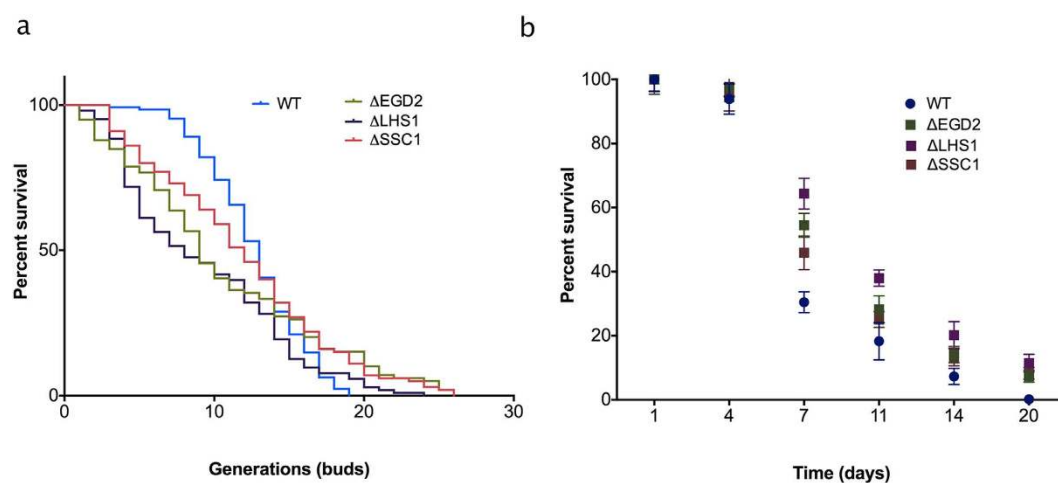 a
WT
ΔEGD2
ΔLHS1
ΔSSC1
Percent survival
100
50
0
0
10
20
30
Generations (buds)
b
WT
ΔEGD2
ΔLHS1
ΔSSC1
Percent survival
100
80
60
40
20
0
1
4
7
11
14
20
Time (days)